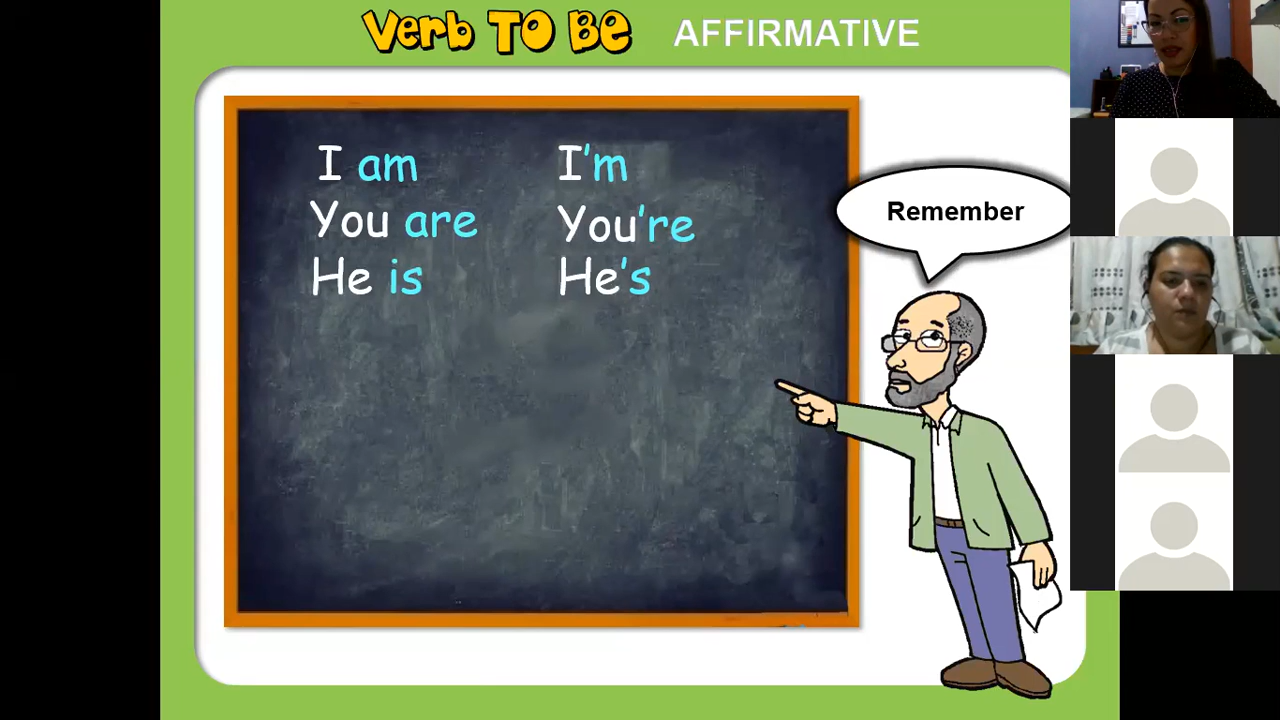 Verb TO BE AFFIRMATIVE
I am I'm
You are You're
He is He's
Remember